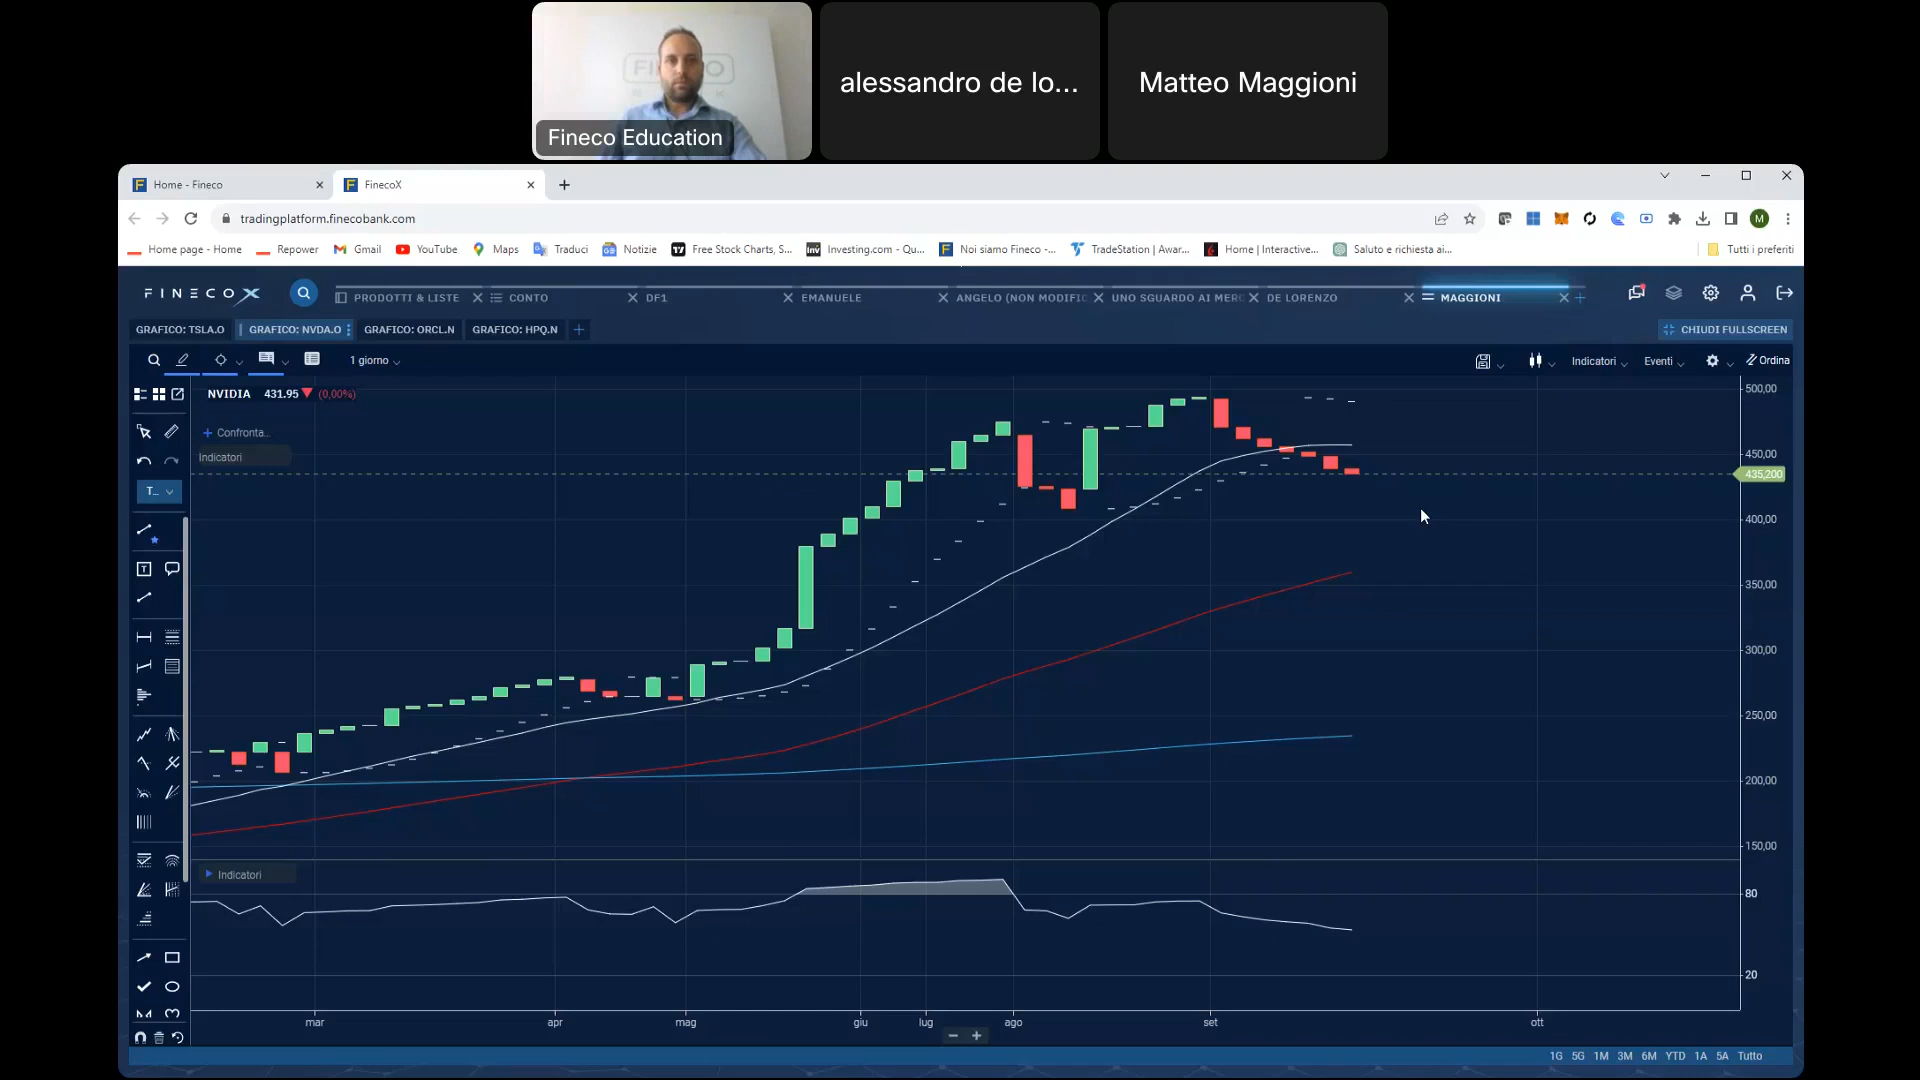 Fineco Education
alessandro de lo...
Matteo Maggioni
Home - Fineco
FinecoX
tradingplatform.finecobank.com
M
Home page - Home
Repower
Gmail
YouTube
Maps
Traduci
Notizie
Free Stock Charts, S...
Investing.com - Qu...
Noi siamo Fineco -...
TradeStation | Awar...
Home | Interactive...
Saluto e richiesta ai...
Tutti i preferiti
FINECOX
PRODOTTI & LISTE
CONTO
DF1
EMANUELE
ANGELO (NON MODIFIC
UNO SGUARDO AI MERC
DE LORENZO
MAGGIONI
GRAFICO: TSLA.O
GRAFICO: NVDA.O
GRAFICO: ORCL.N
GRAFICO: HPQ.N
CHIUDI FULLSCREEN
1 giorno
Indicatori
Eventi
Ordina
NVIDIA 431.95 (0,00%)
+ Confronta...
Indicatori
T...
500,00
450,00
435,200
400,00
350,00
300,00
250,00
200,00
150,00
Indicatori
80
20
mar
apr
mag
giu
lug
ago
set
ott
1G 5G 1M 3M 6M YTD 1A 5A Tutto